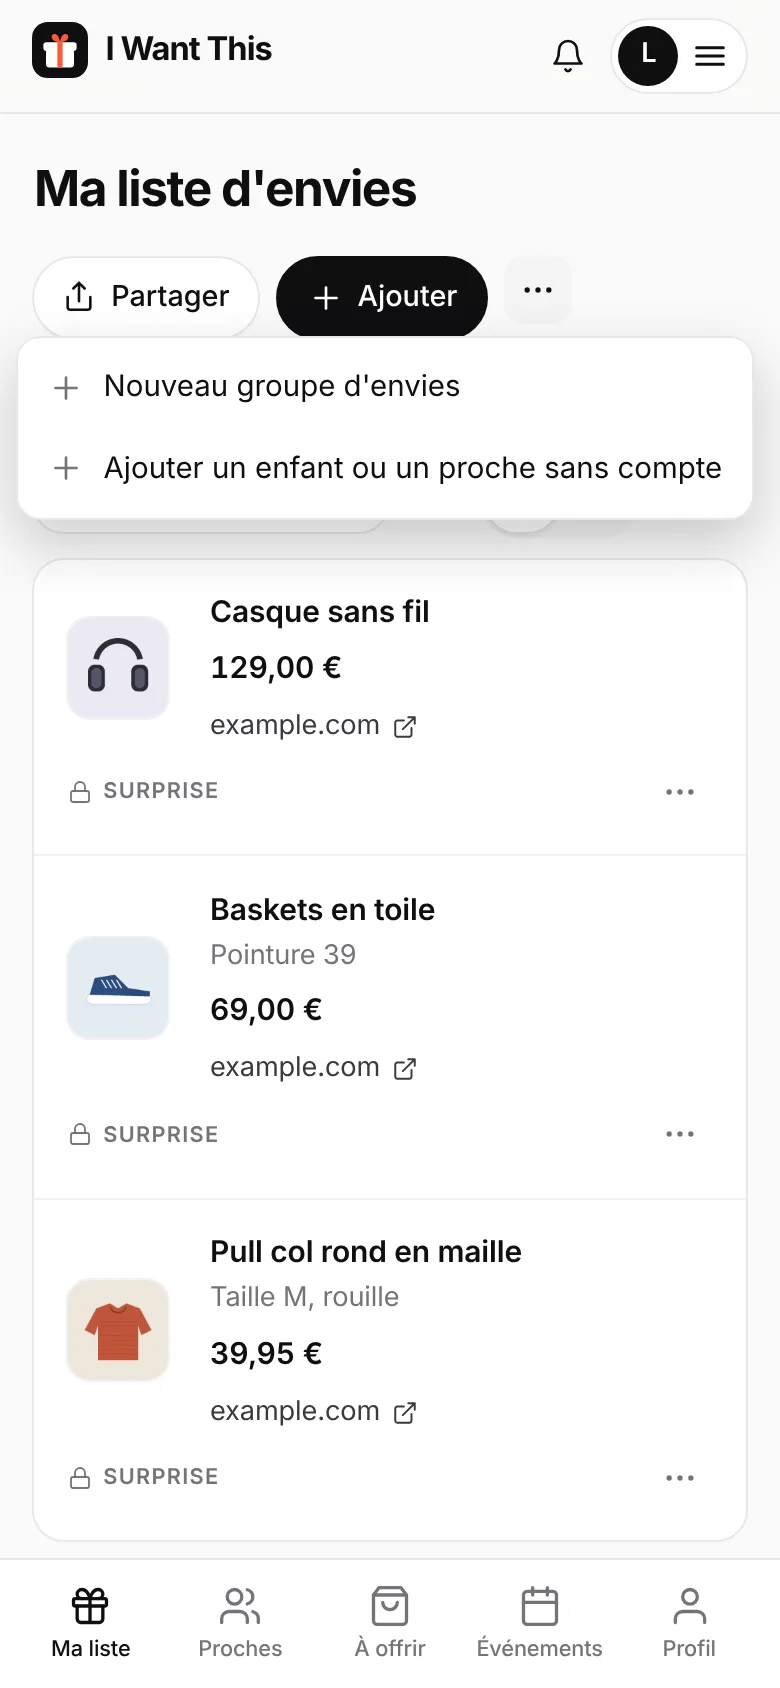 I Want This
L
Ma liste d'envies
Partager
Ajouter
Nouveau groupe d'envies
Ajouter un enfant ou un proche sans compte
Casque sans fil
129,00 €
example.com
SURPRISE
Baskets en toile
Pointure 39
69,00 €
example.com
SURPRISE
Pull col rond en maille
Taille M, rouille
39,95 €
example.com
SURPRISE
Ma liste
Proches
À offrir
Événements
Profil